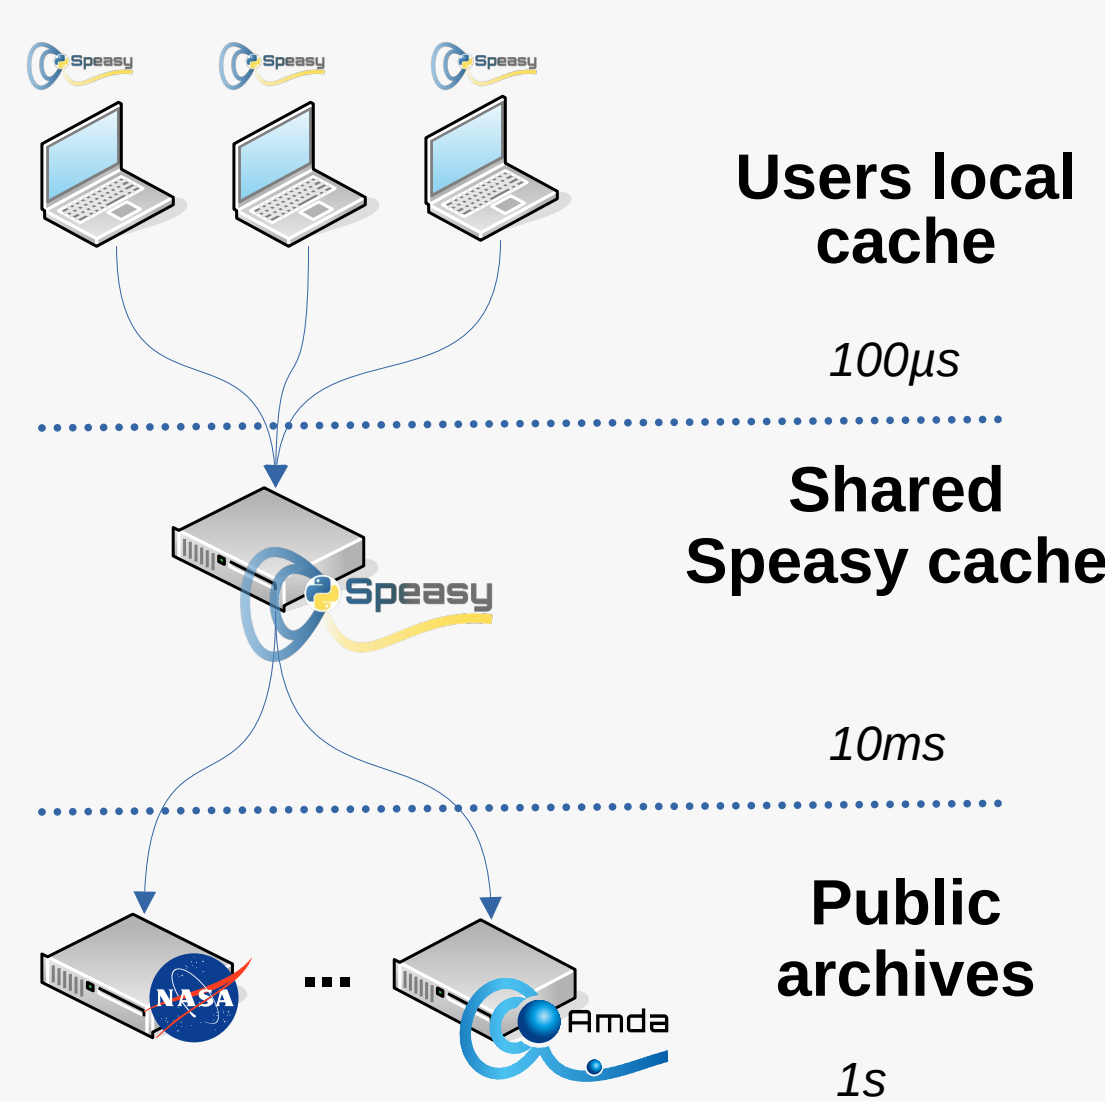 Speasy
Speasy
Speasy
Users local
cache
100µs
Shared
Speasy cache
Speasy
10ms
Public
archives
NASA
...
Amda
1s